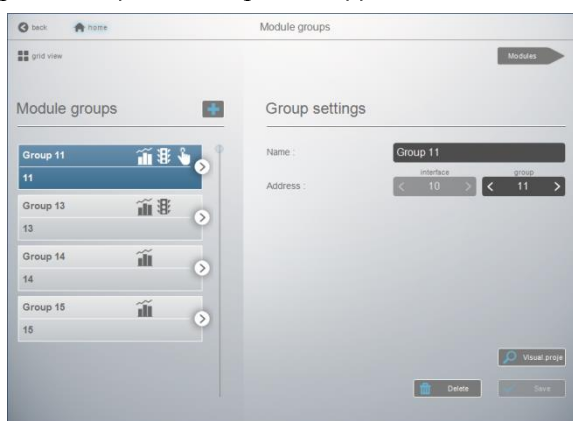 back home Module groups
grid view Modules
Module groups
Group 11
11
Group 13
13
Group 14
14
Group 15
15
Group settings
Name : Group 11
interface group
Address : < 10 > < 11 >
Visual proje
Delete Save